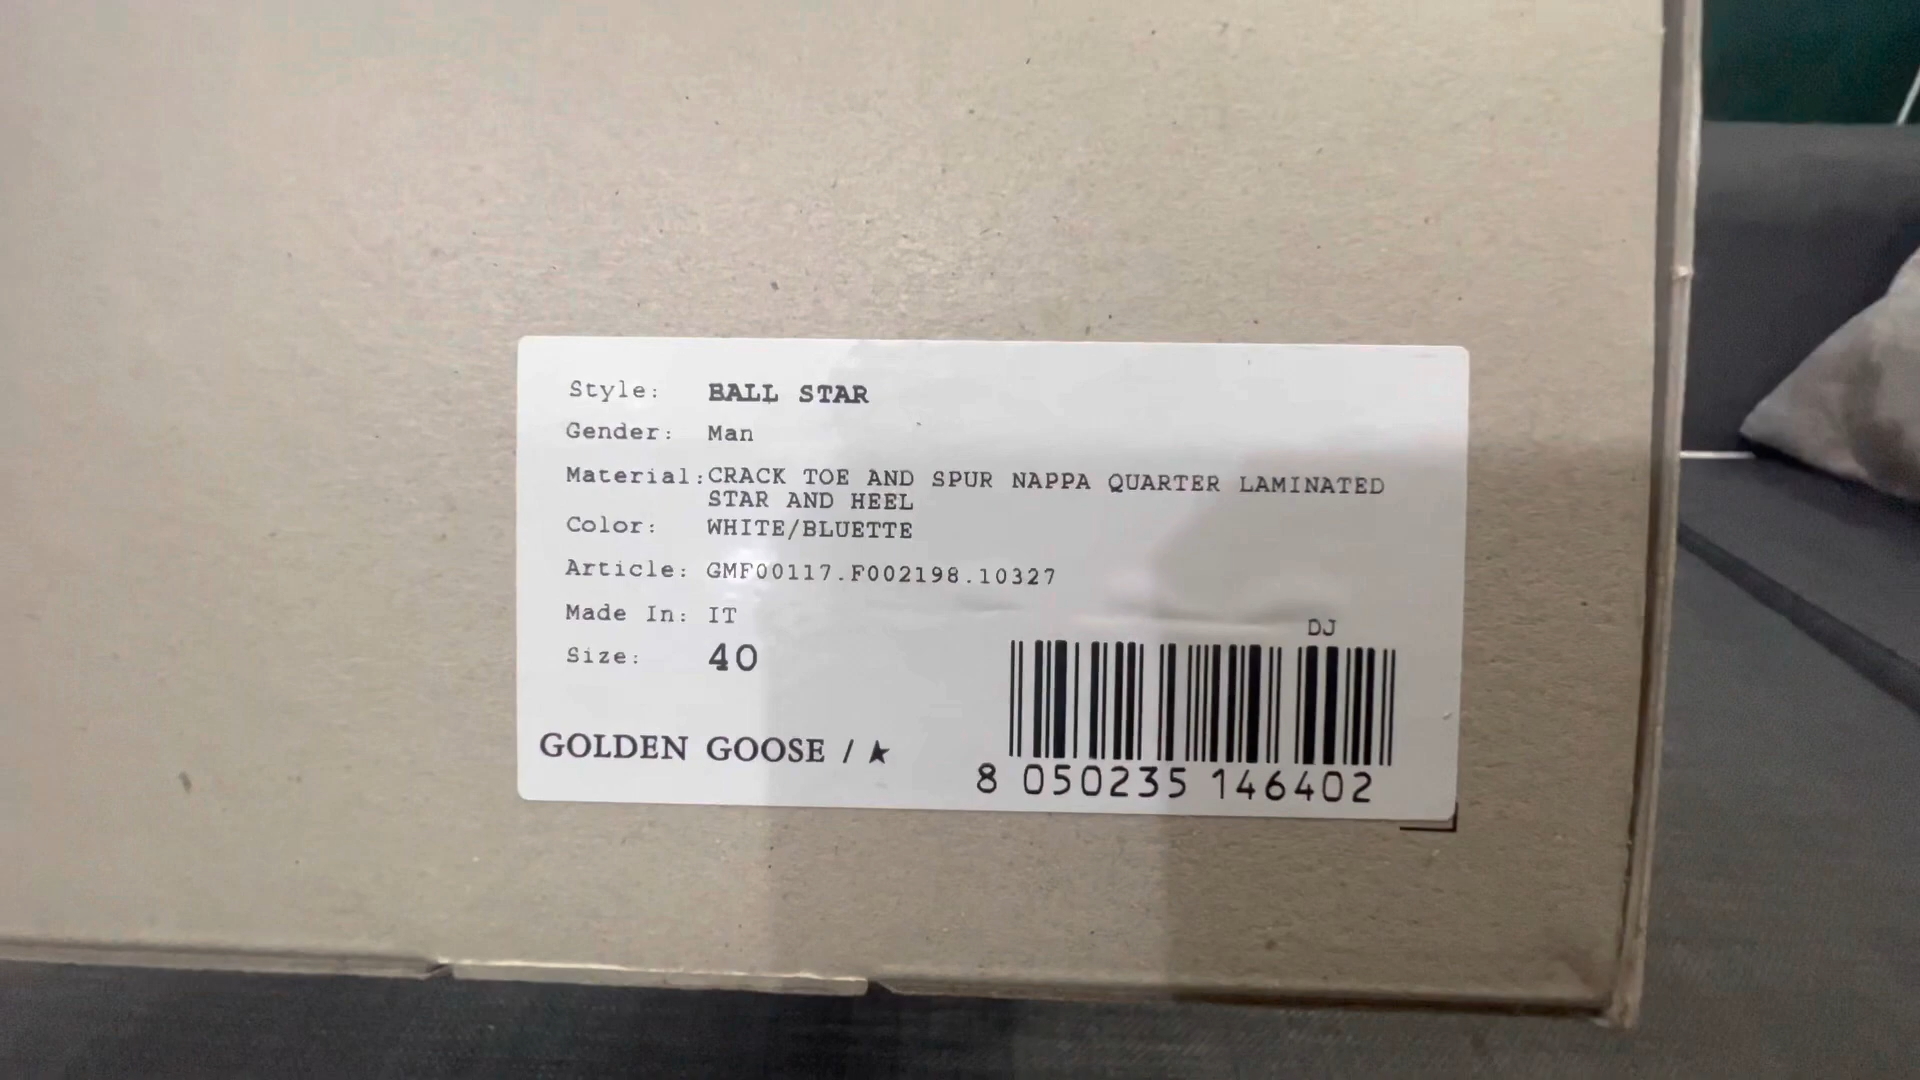 Style: BALL STAR
Gender: Man
Material: CRACK TOE AND SPUR NAPPA QUARTER LAMINATED
STAR AND HEEL
Color: WHITE/BLUETTE
Article: GMF00117.F002198.10327
Made In: IT
Size: 40
DJ
GOLDEN GOOSE / ★
8 050235 146402